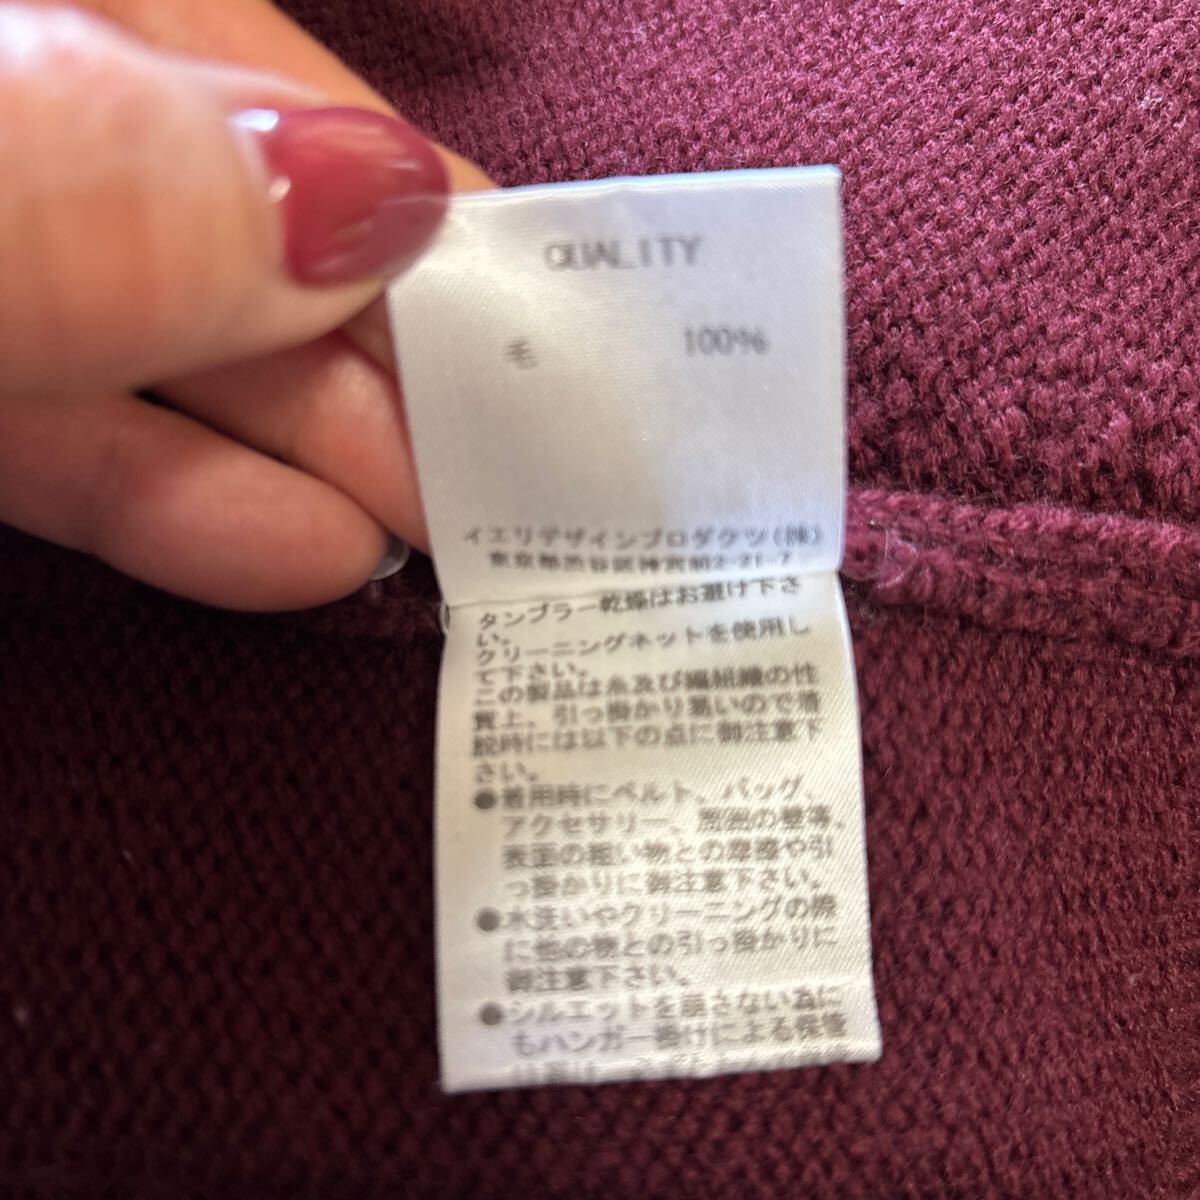 QUALITY
毛 100%
イエリデザインプロダクツ(株)
東京都渋谷区神宮前2-21-7
タンブラー乾燥はお避け下さ
い。
クリーニングネットを使用し
て下さい。
この製品は糸及び編組織の性
質上、引っ掛かり易いので着
脱時には以下の点に御注意下
さい。
●着用時にベルト、バッグ、
アクセサリー、周囲の壁等、
表面の粗い物との摩擦や引
っ掛かりに御注意下さい。
●水洗いやクリーニングの際
に他の物との引っ掛かりに
御注意下さい。
●シルエットを崩さない為に
もハンガー掛けによる保管